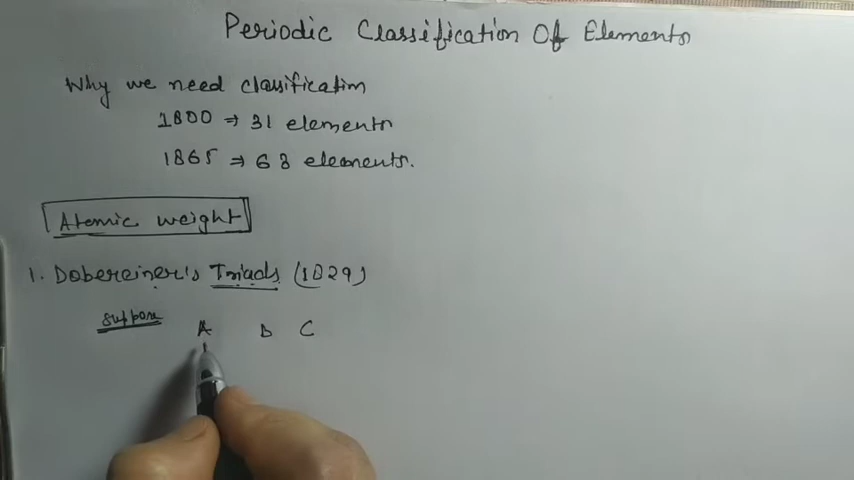 Periodic Classification Of Elements
Why we need classification
1800 ⇒ 31 elements
1865 ⇒ 63 elements.
Atomic weight
1. Dobereiner's Triads (1829)
Suppose A B C